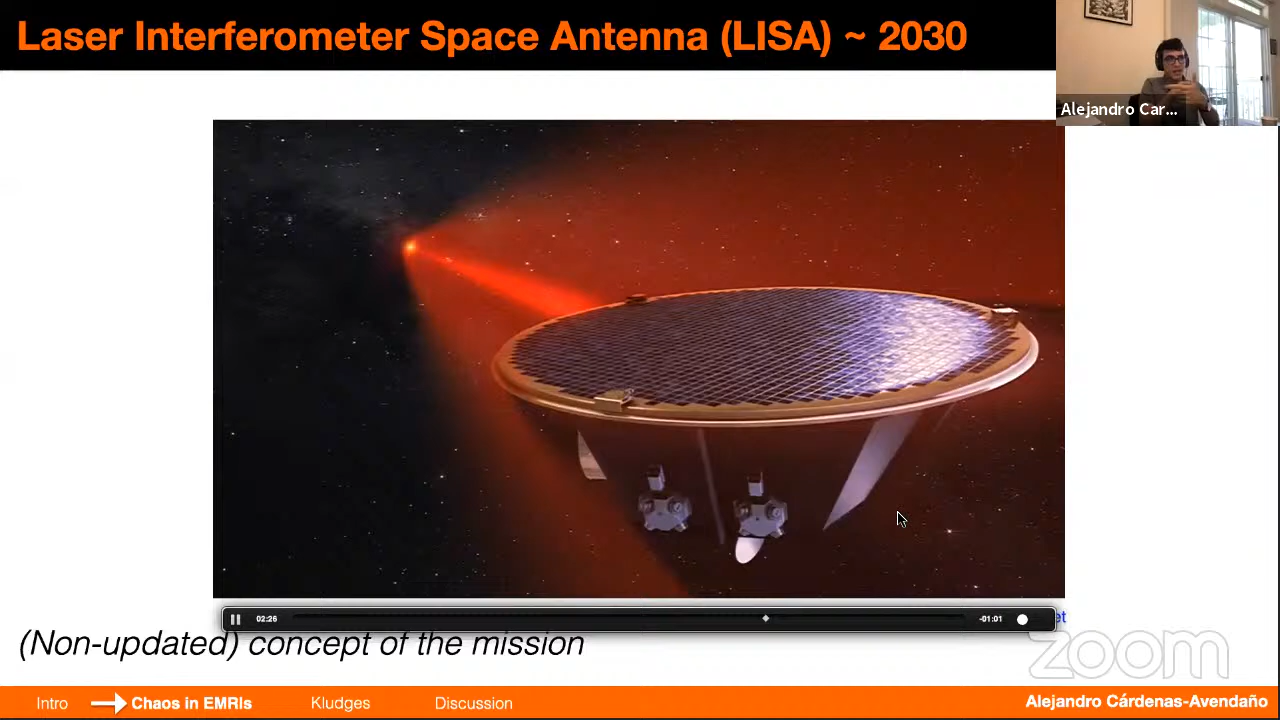 Laser Interferometer Space Antenna (LISA) ~ 2030
Alejandro Car...
02:26
-01:01
(Non-updated) concept of the mission
zoom
Intro
Chaos in EMRIs
Kludges
Discussion
Alejandro Cárdenas-Avendaño